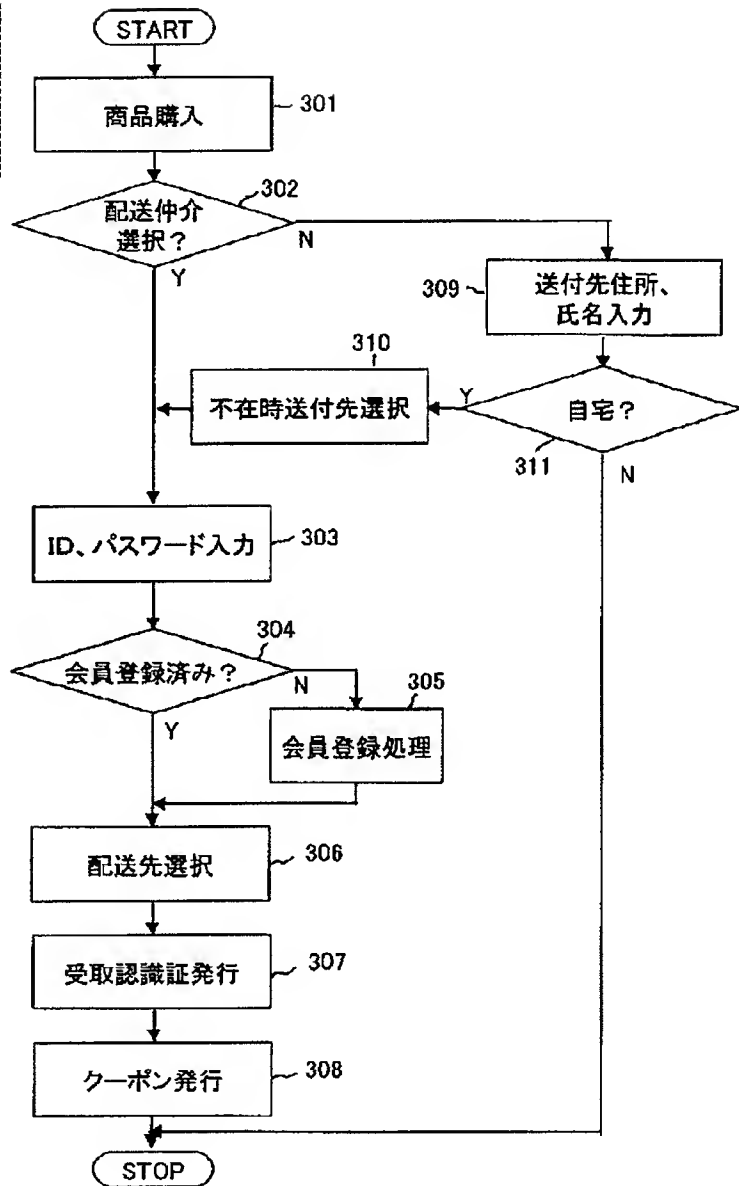 START
商品購入
301
配送仲介
選択？
302
N
Y
309
送付先住所、
氏名入力
310
不在時送付先選択
Y
自宅？
311
N
ID、パスワード入力
303
会員登録済み？
304
N
Y
305
会員登録処理
配送先選択
306
受取認識証発行
307
クーポン発行
308
STOP